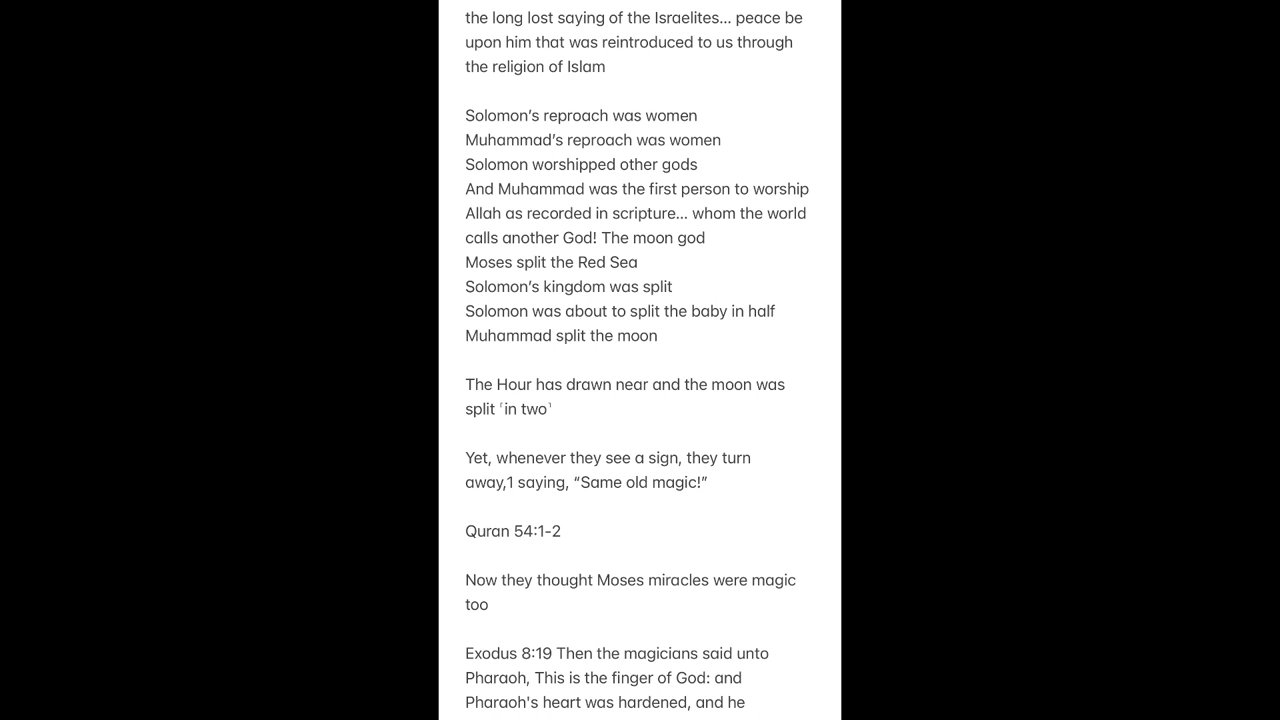 the long lost saying of the Israelites... peace be
upon him that was reintroduced to us through
the religion of Islam
Solomon’s reproach was women
Muhammad’s reproach was women
Solomon worshipped other gods
And Muhammad was the first person to worship
Allah as recorded in scripture... whom the world
calls another God! The moon god
Moses split the Red Sea
Solomon’s kingdom was split
Solomon was about to split the baby in half
Muhammad split the moon
The Hour has drawn near and the moon was
split ˹in two˺
Yet, whenever they see a sign, they turn
away,1 saying, “Same old magic!”
Quran 54:1-2
Now they thought Moses miracles were magic
too
Exodus 8:19 Then the magicians said unto
Pharaoh, This is the finger of God: and
Pharaoh's heart was hardened, and he